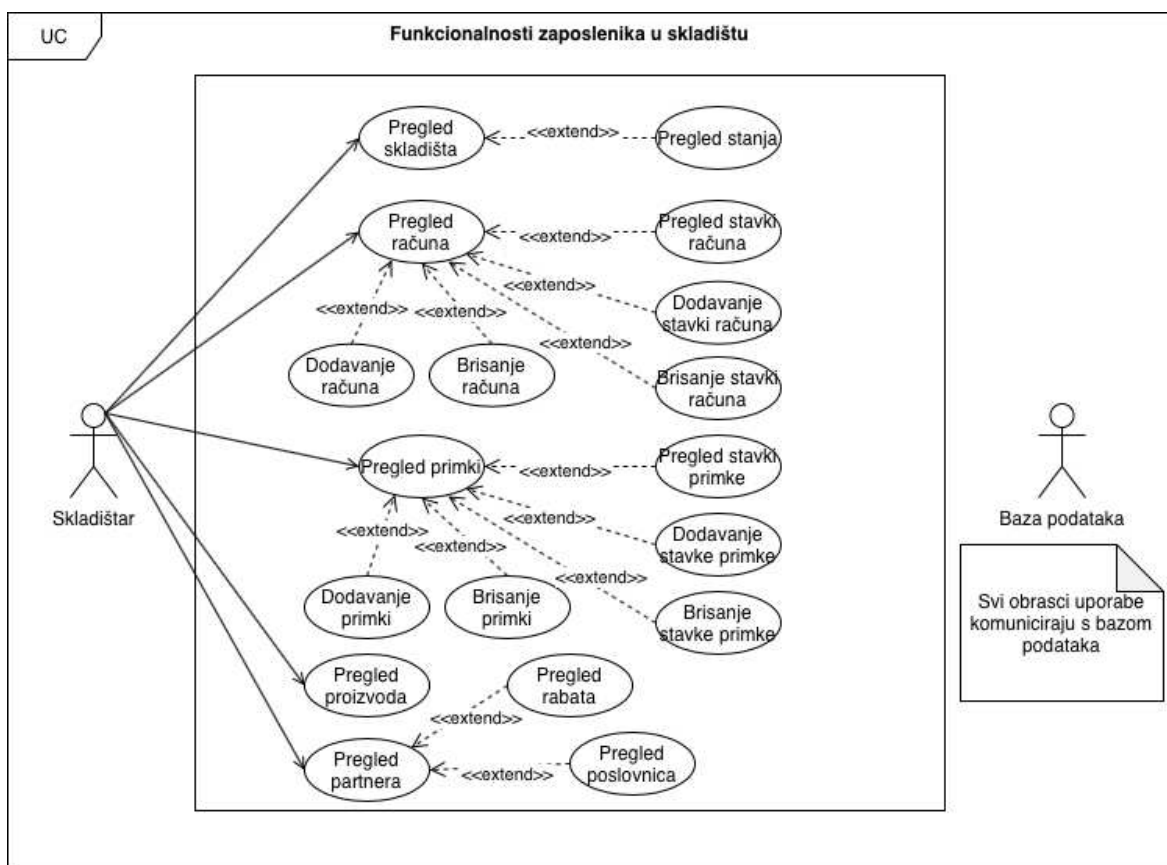 UC
Funkcionalnosti zaposlenika u skladištu
Pregled
skladišta
<<extend>>
Pregled stanja
Pregled
računa
<<extend>>
Pregled stavki
računa
<<extend>>
Dodavanje
stavki računa
<<extend>>
<<extend>>
<<extend>>
Dodavanje
računa
Brisanje
računa
Brisanje stavki
računa
Skladištar
Pregled primki
<<extend>>
Pregled stavki
primke
<<extend>>
Dodavanje
stavke primke
<<extend>>
<<extend>>
<<extend>>
Dodavanje
primki
Brisanje
primki
Brisanje
stavke primke
Pregled
proizvoda
Pregled
rabata
<<extend>>
Pregled
partnera
<<extend>>
Pregled
poslovnica
Baza podataka
Svi obrasci uporabe
komuniciraju s bazom
podataka